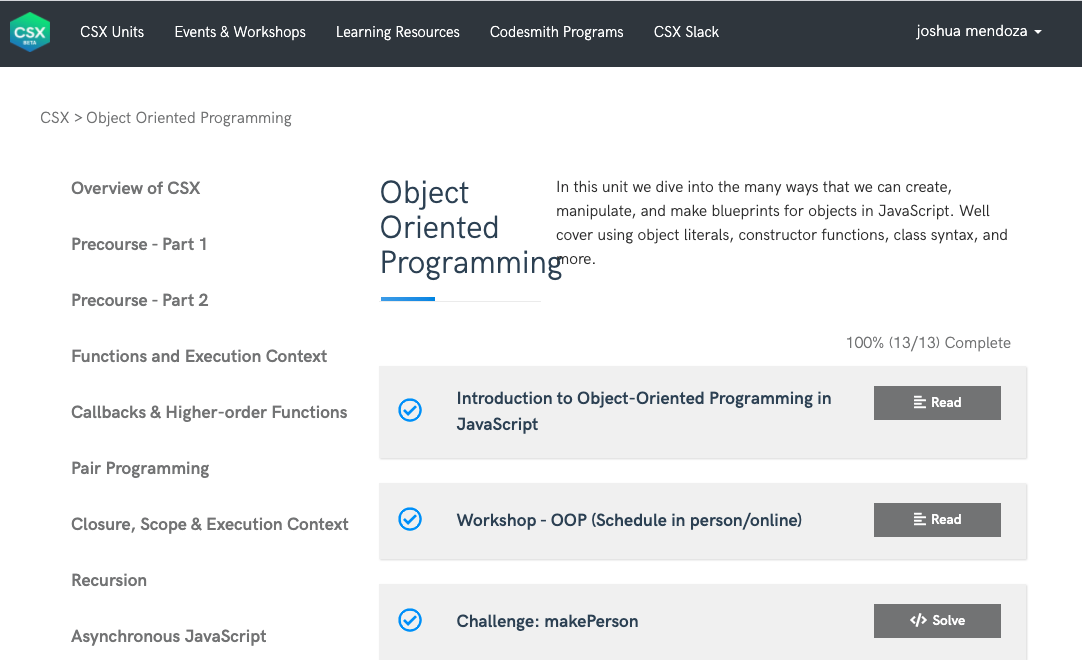 CSX
BETA
CSX Units
Events & Workshops
Learning Resources
Codesmith Programs
CSX Slack
joshua mendoza
CSX > Object Oriented Programming
Overview of CSX
Precourse - Part 1
Precourse - Part 2
Functions and Execution Context
Callbacks & Higher-order Functions
Pair Programming
Closure, Scope & Execution Context
Recursion
Asynchronous JavaScript
Object
Oriented
Programming
In this unit we dive into the many ways that we can create,
manipulate, and make blueprints for objects in JavaScript. Well
cover using object literals, constructor functions, class syntax, and
more.
100% (13/13) Complete
Introduction to Object-Oriented Programming in
JavaScript
Read
Workshop - OOP (Schedule in person/online)
Read
Challenge: makePerson
</> Solve